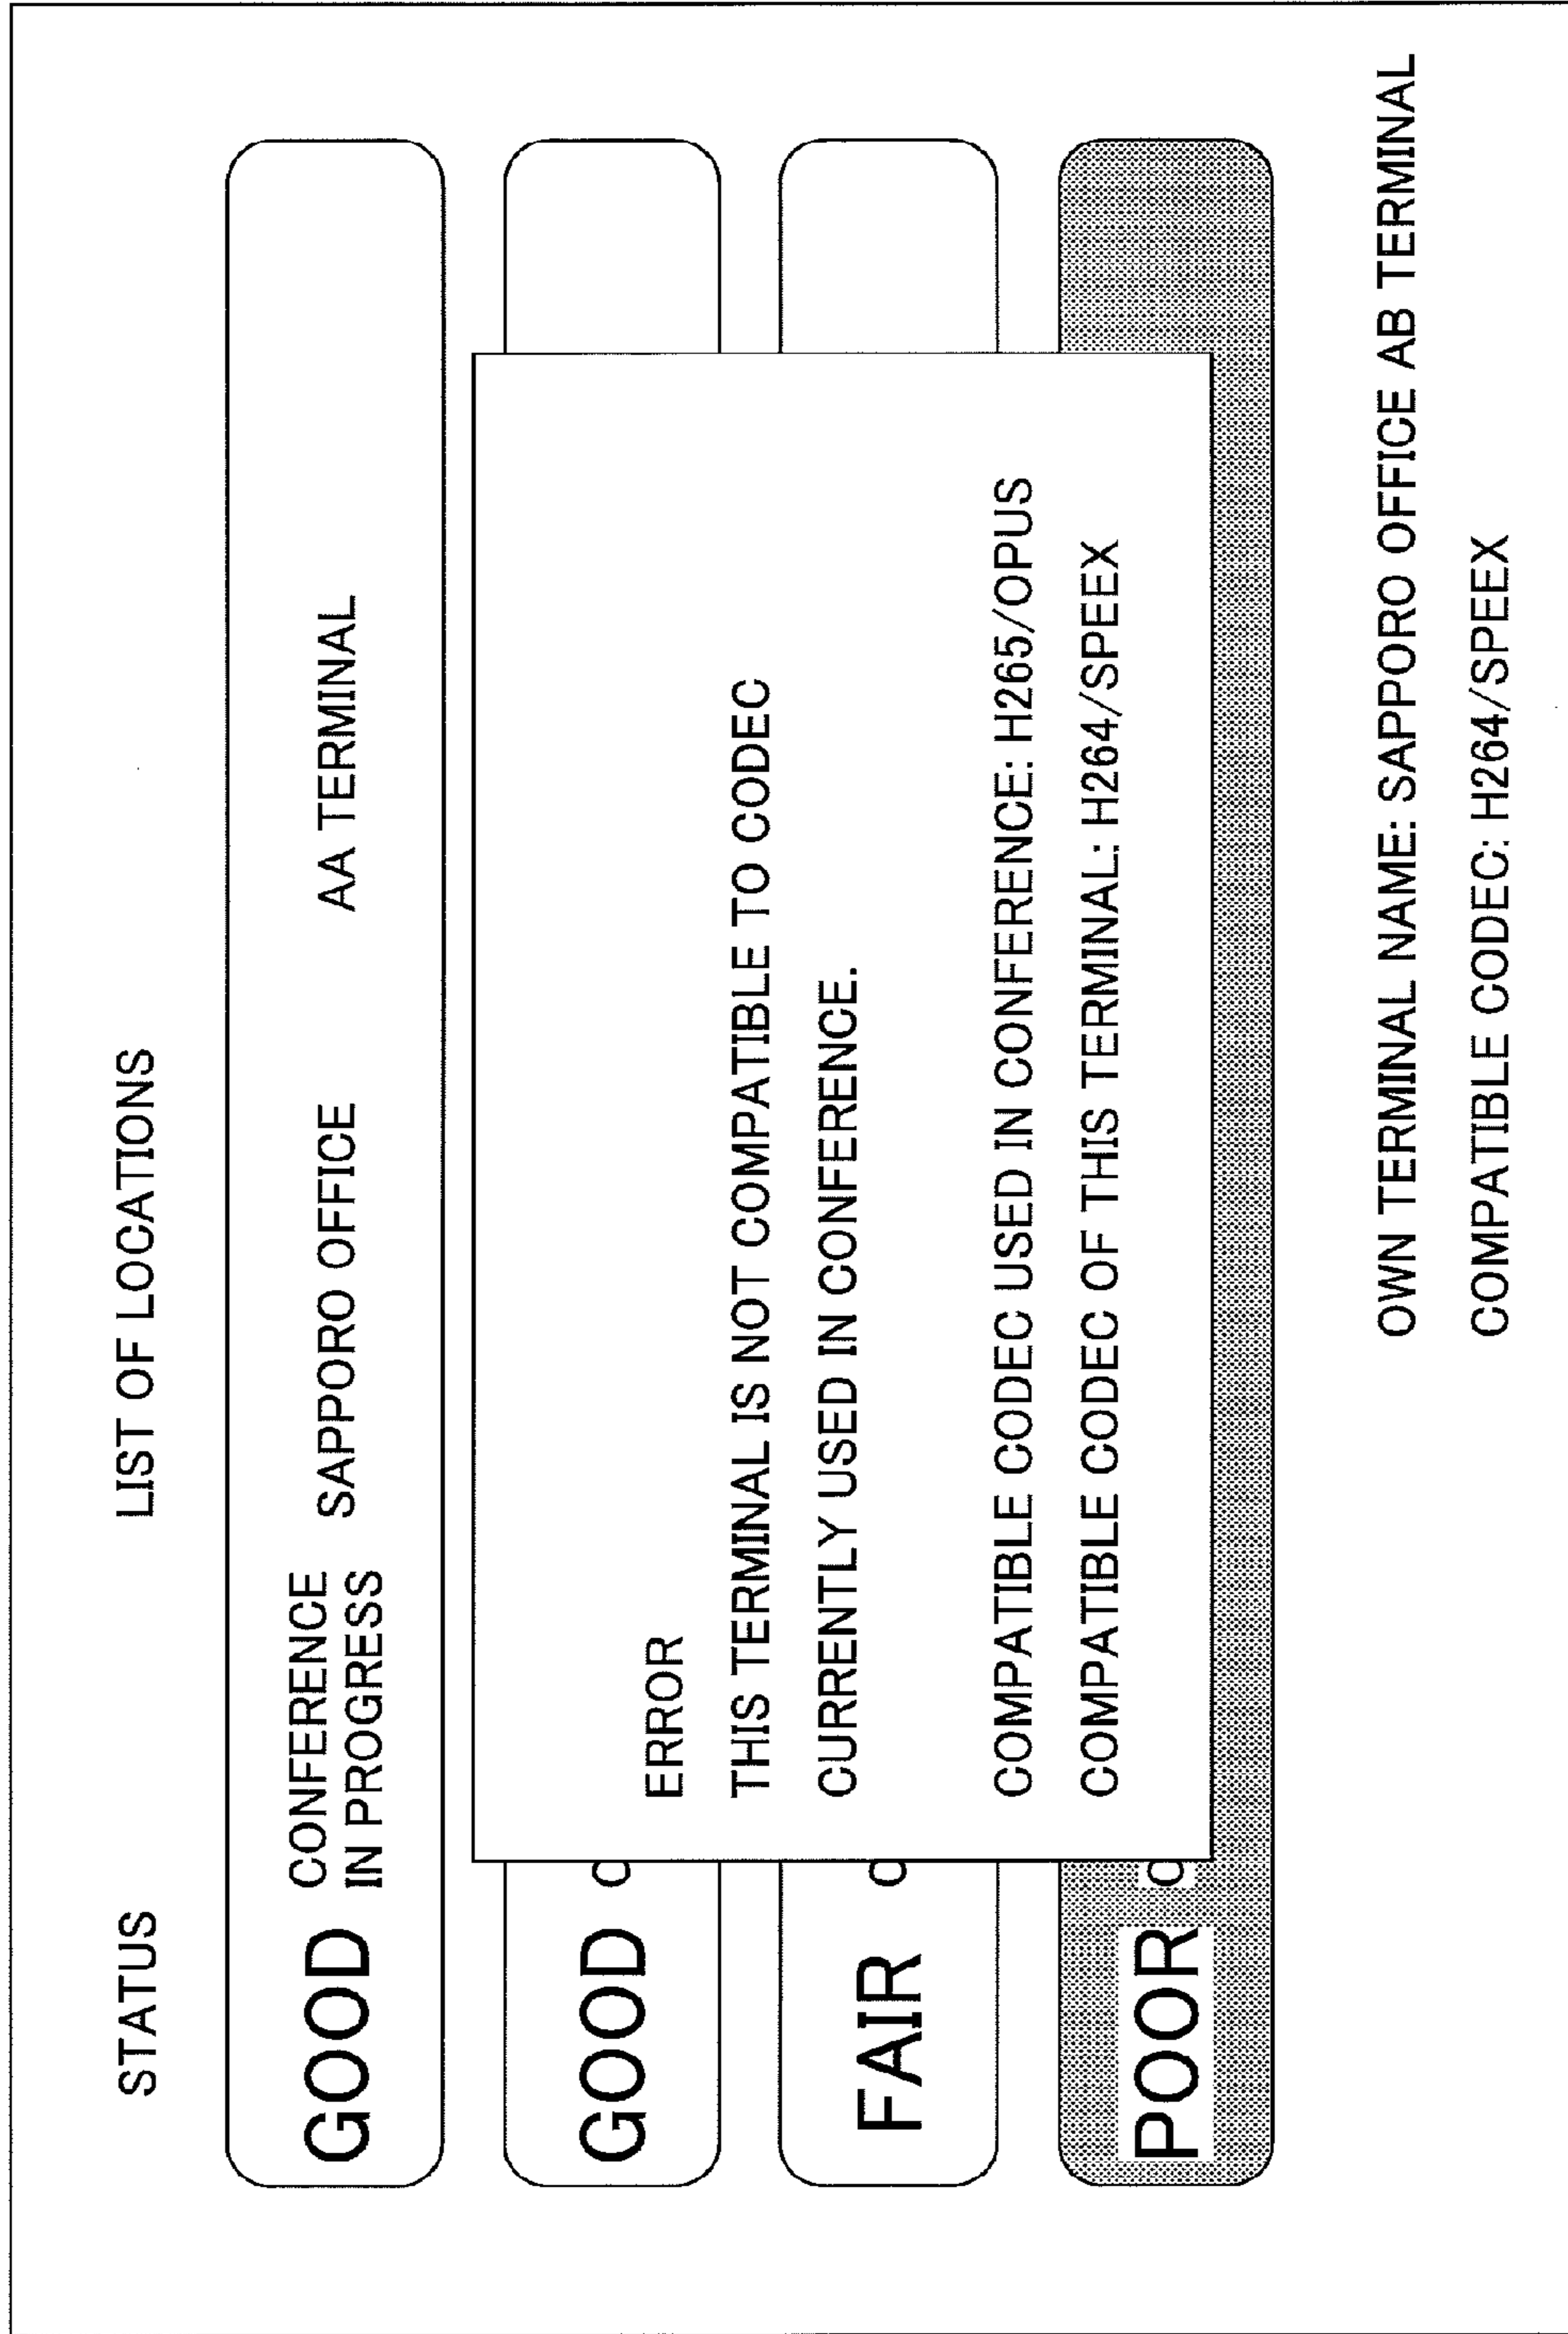 STATUS LIST OF LOCATIONS
GOOD CONFERENCE IN PROGRESS SAPPORO OFFICE AA TERMINAL
GOOD
FAIR
POOR
ERROR
THIS TERMINAL IS NOT COMPATIBLE TO CODEC
CURRENTLY USED IN CONFERENCE.
COMPATIBLE CODEC USED IN CONFERENCE: H265/OPUS
COMPATIBLE CODEC OF THIS TERMINAL: H264/SPEEX
OWN TERMINAL NAME: SAPPORO OFFICE AB TERMINAL
COMPATIBLE CODEC: H264/SPEEX